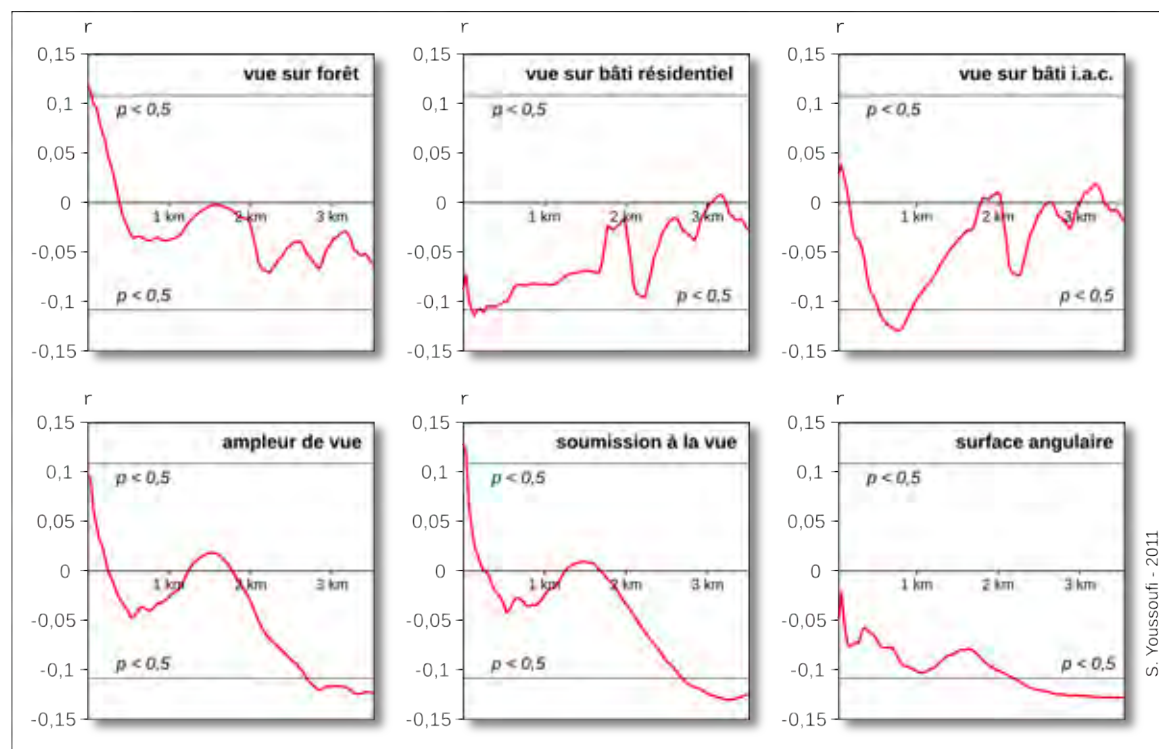 r
r
r
0,15
0,1
0,05
0
-0,05
-0,1
-0,15
vue sur forêt
p < 0,5
1 km
2 km
3 km
p < 0,5
0,15
0,1
0,05
0
-0,05
-0,1
-0,15
vue sur bâti résidentiel
p < 0,5
1 km
2 km
3 km
p < 0,5
0,15
0,1
0,05
0
-0,05
-0,1
-0,15
vue sur bâti i.a.c.
p < 0,5
1 km
2 km
3 km
p < 0,5
r
r
r
0,15
0,1
0,05
0
-0,05
-0,1
-0,15
ampleur de vue
p < 0,5
1 km
2 km
3 km
p < 0,5
0,15
0,1
0,05
0
-0,05
-0,1
-0,15
soumission à la vue
p < 0,5
1 km
2 km
3 km
p < 0,5
0,15
0,1
0,05
0
-0,05
-0,1
-0,15
surface angulaire
p < 0,5
1 km
2 km
3 km
p < 0,5
S. Youssoufi - 2011